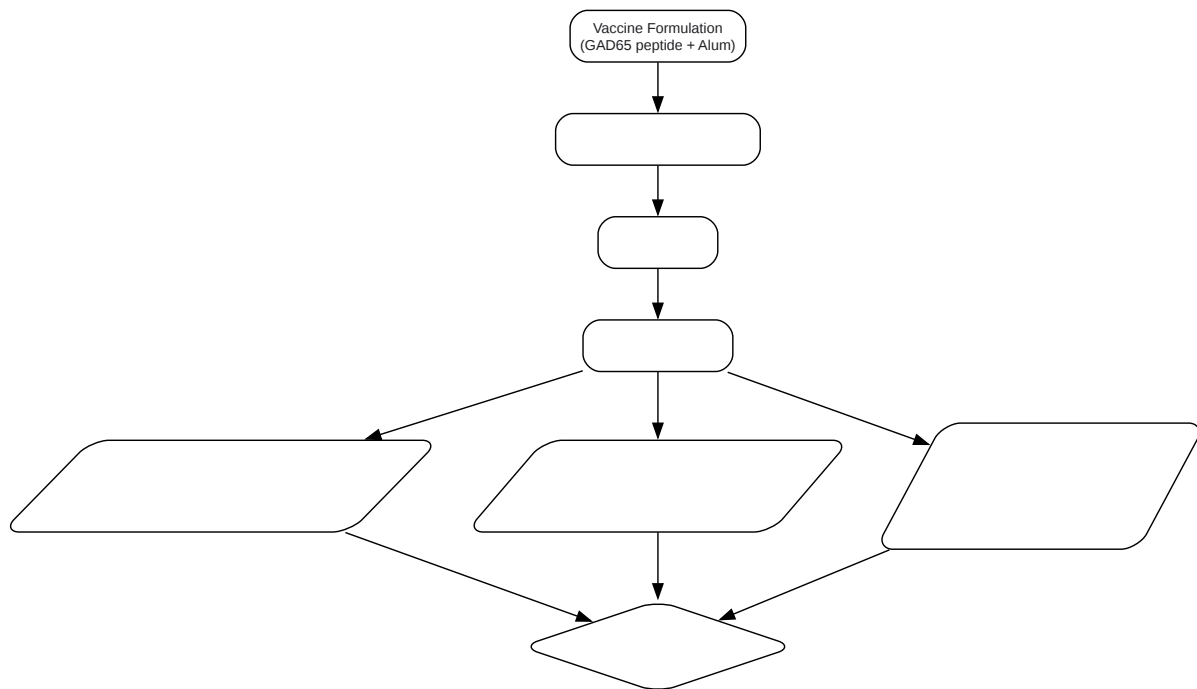 Vaccine Formulation
(GAD65 peptide + Alum)